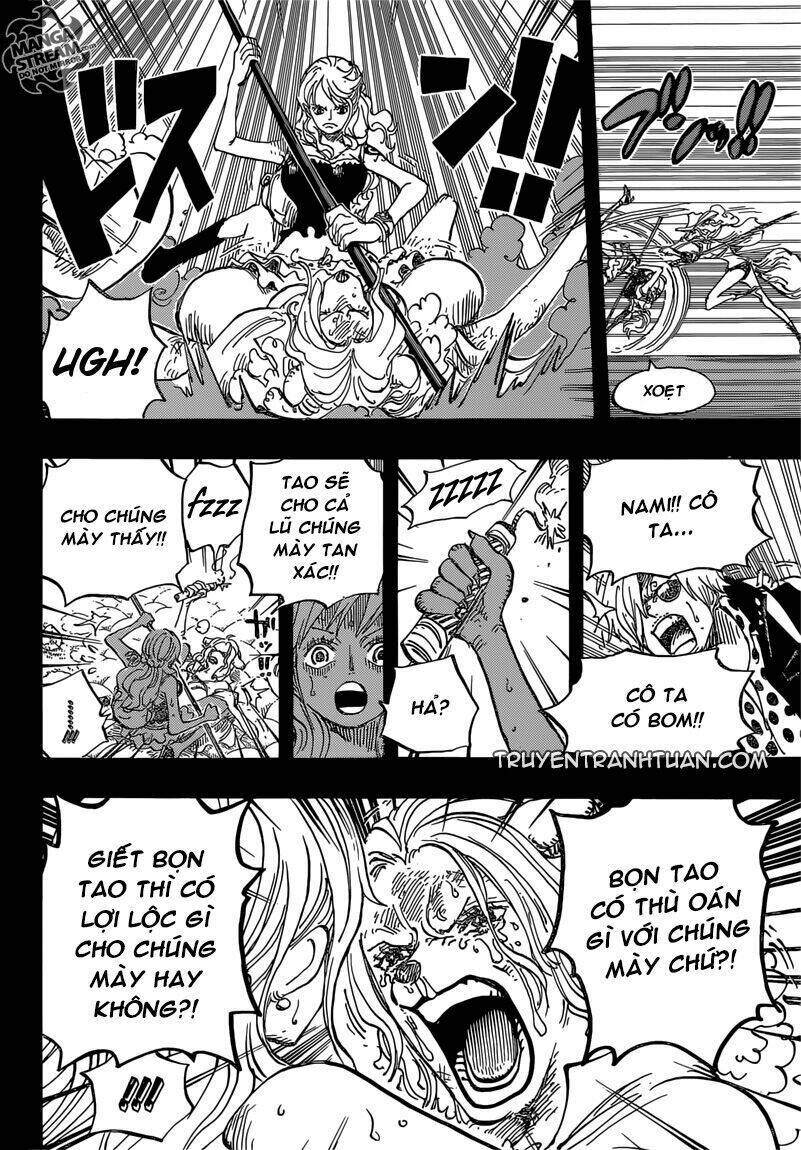 ブン!!
XOẸT
ドスン!!
UGH!
MANGA
STREAM
NAMI!! CÔ
TA...
CÔ TA
CÓ BOM!!
ZZZZZ
HẢ?
TAO SẼ
CHO CẢ
LŨ CHÚNG
MÀY TAN
XÁC!!
FZZZ
CHO CHÚNG
MÀY THẤY!!
!!!
TRUYENTRANHTUAN.COM
BỌN TAO
CÓ THÙ OÁN
GÌ VỚI CHÚNG
MÀY CHỨ?!
GIẾT BỌN
TAO THÌ CÓ
LỢI LỘC GÌ
CHO CHÚNG
MÀY HAY
KHÔNG?!
!!!